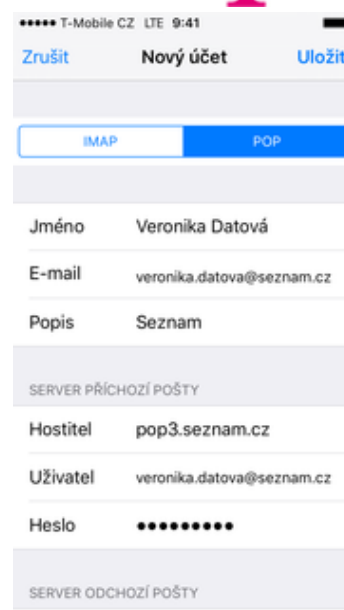 T-Mobile CZ LTE 9:41
Zrušit Nový účet Uložit
IMAP POP
Jméno Veronika Datová
E-mail veronika.datova@seznam.cz
Popis Seznam
SERVER PŘÍCHOZÍ POŠTY
Hostitel pop3.seznam.cz
Uživatel veronika.datova@seznam.cz
Heslo •••••••••
SERVER ODCHOZÍ POŠTY